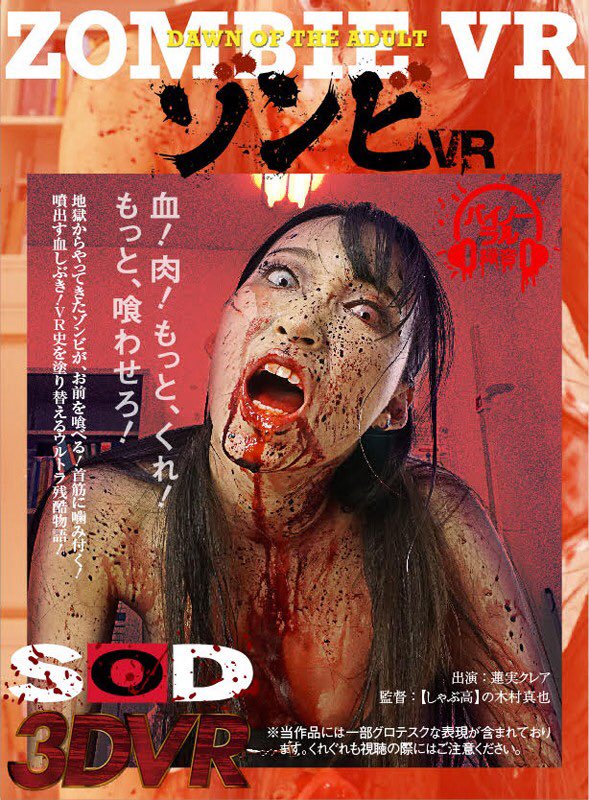 ZOMBIE VR
DAWN OF THE ADULT
ゾンビVR
バイノーラル
血！肉！もっと、くれ！
もっと、喰わせろ！
地獄からやってきたゾンビが、お前を喰べる！首筋に噛み付く！
噴出す血しぶき！VR史を塗り替えるウルトラ残酷物語！
SOD
3DVR
出演：蓮実クレア
監督：【しゃぶ高】の木村真也
※当作品には一部グロテスクな表現が含まれており
ます。くれぐれも視聴の際にはご注意ください。